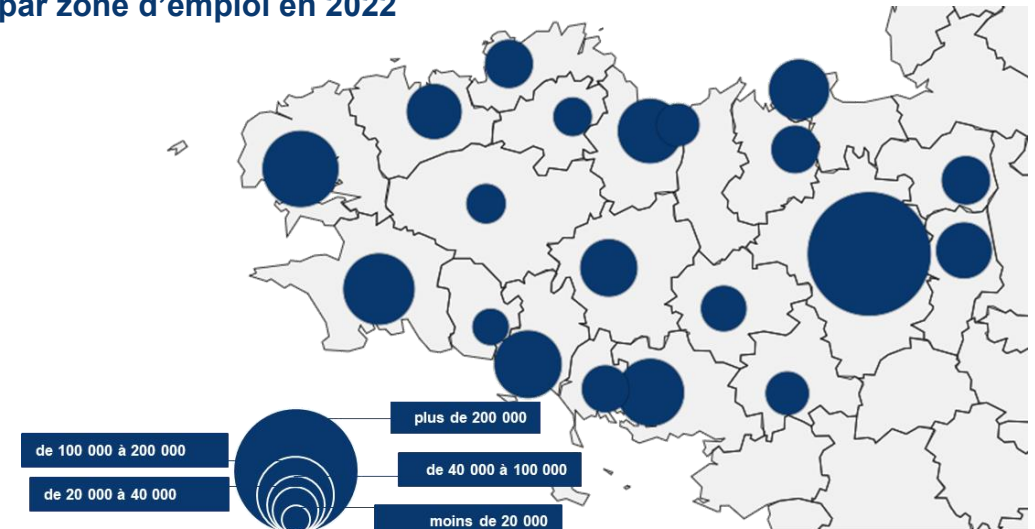 par zone d’emploi en 2022
plus de 200 000
de 100 000 à 200 000
de 40 000 à 100 000
de 20 000 à 40 000
moins de 20 000